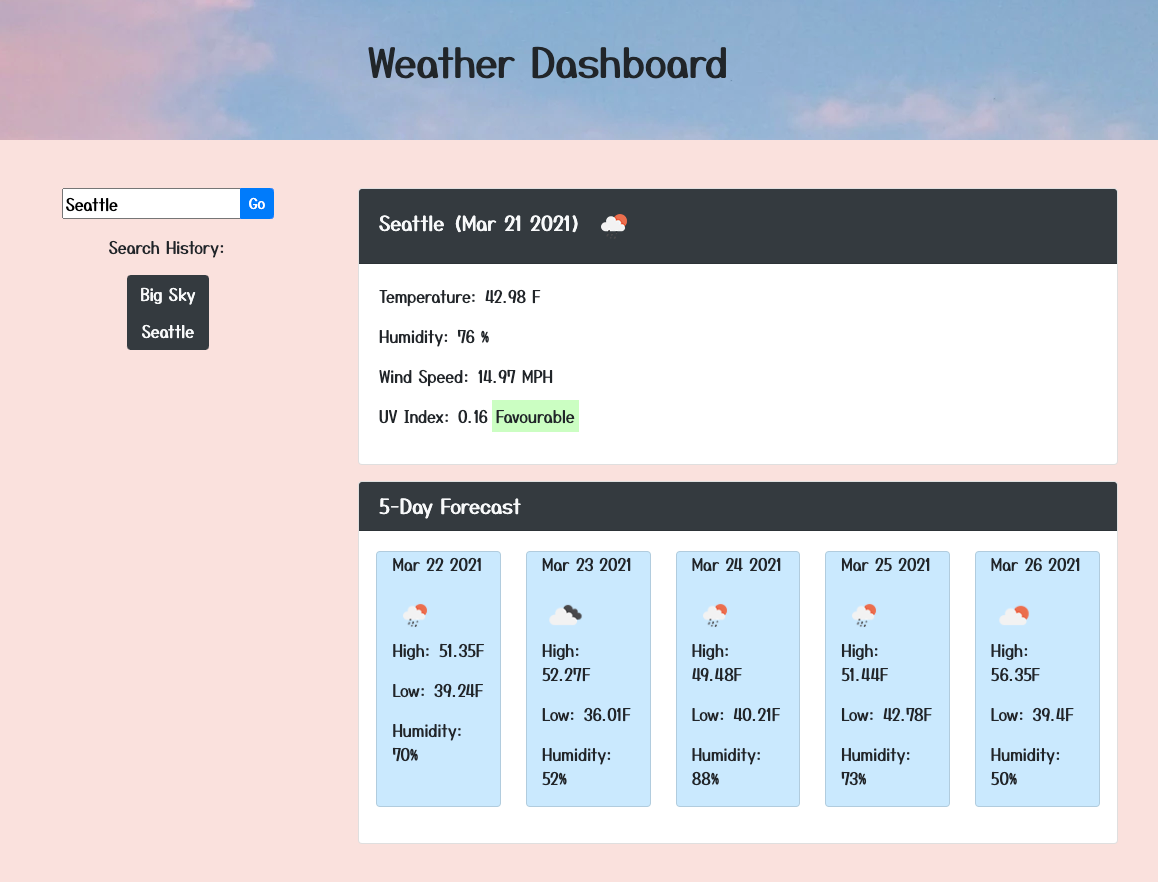 Weather Dashboard
Seattle
Go
Search History:
Big Sky
Seattle
Seattle (Mar 21 2021)
Temperature: 42.98 F
Humidity: 76 %
Wind Speed: 14.97 MPH
UV Index: 0.16 Favourable
5-Day Forecast
Mar 22 2021
High: 51.35F
Low: 39.24F
Humidity:
70%
Mar 23 2021
High:
52.27F
Low: 36.01F
Humidity:
52%
Mar 24 2021
High:
49.48F
Low: 40.21F
Humidity:
88%
Mar 25 2021
High:
51.44F
Low: 42.78F
Humidity:
73%
Mar 26 2021
High:
56.35F
Low: 39.4F
Humidity:
50%